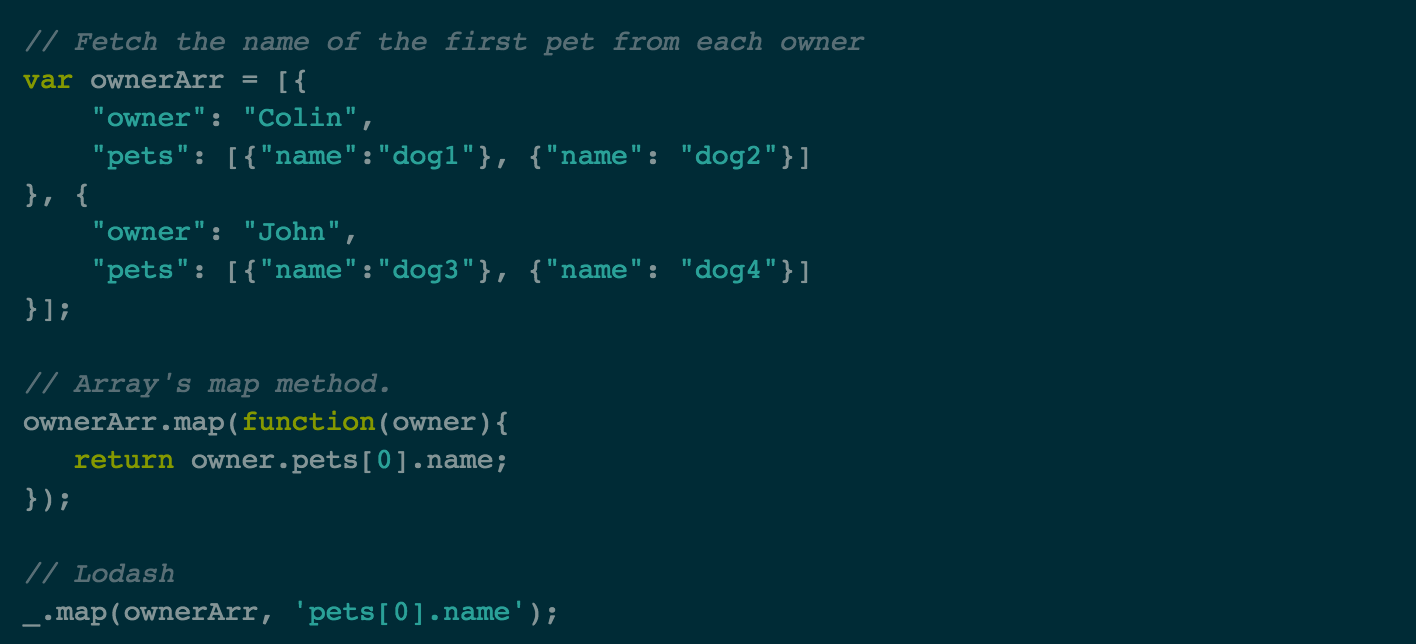 // Fetch the name of the first pet from each owner
var ownerArr = [{
    "owner": "Colin",
    "pets": [{"name":"dog1"}, {"name": "dog2"}]
}, {
    "owner": "John",
    "pets": [{"name":"dog3"}, {"name": "dog4"}]
}];

// Array's map method.
ownerArr.map(function(owner){
   return owner.pets[0].name;
});

// Lodash
_.map(ownerArr, 'pets[0].name');